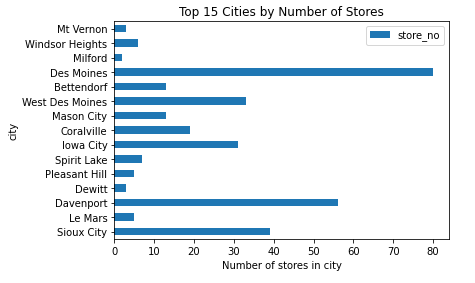 Top 15 Cities by Number of Stores
store_no
Mt Vernon
Windsor Heights
Milford
Des Moines
Bettendorf
West Des Moines
Mason City
Coralville
Iowa City
Spirit Lake
Pleasant Hill
Dewitt
Davenport
Le Mars
Sioux City
city
0 10 20 30 40 50 60 70 80
Number of stores in city